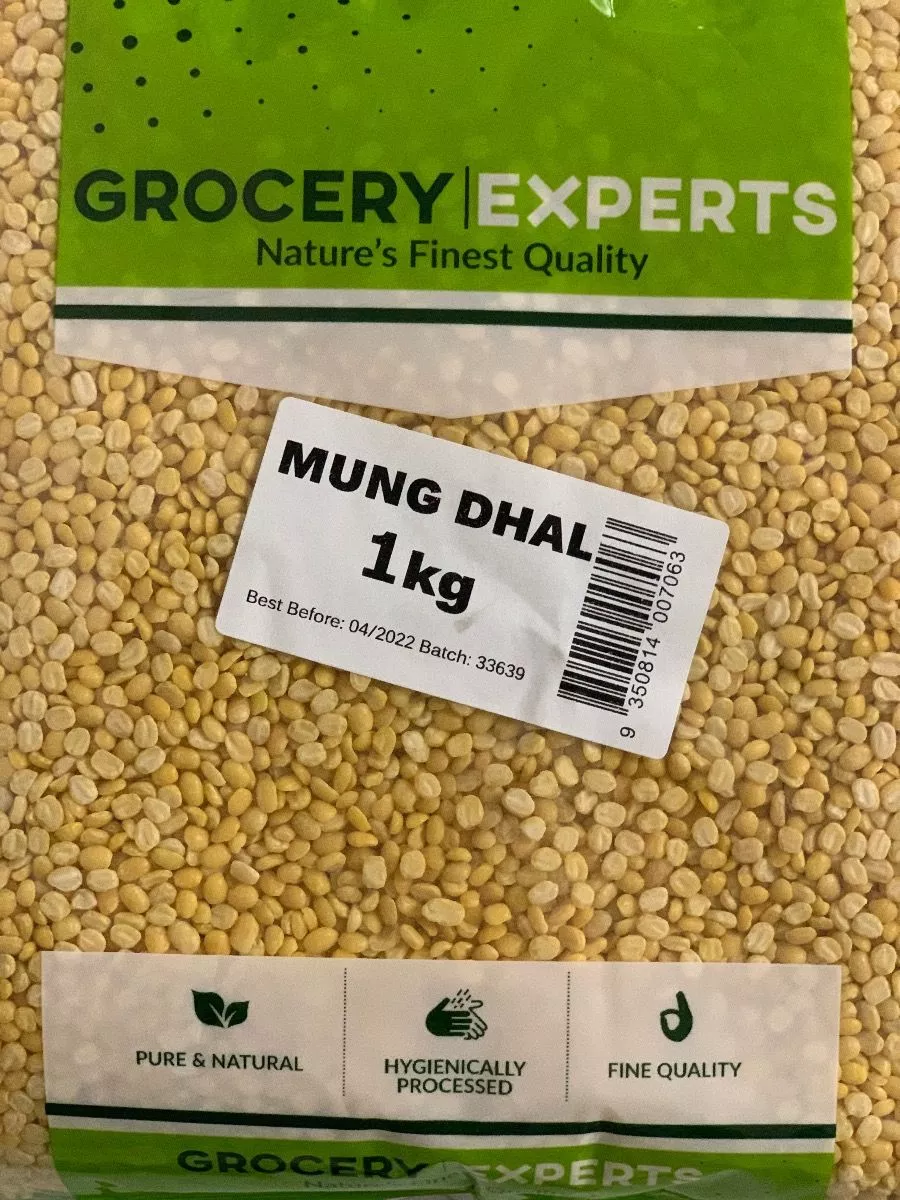 GROCERY|EXPERTS
Nature's Finest Quality
MUNG DHAL
1kg
Best Before: 04/2022 Batch: 33639
9 350814 007063
PURE & NATURAL
HYGIENICALLY
PROCESSED
FINE QUALITY
GROCERY EXPERTS